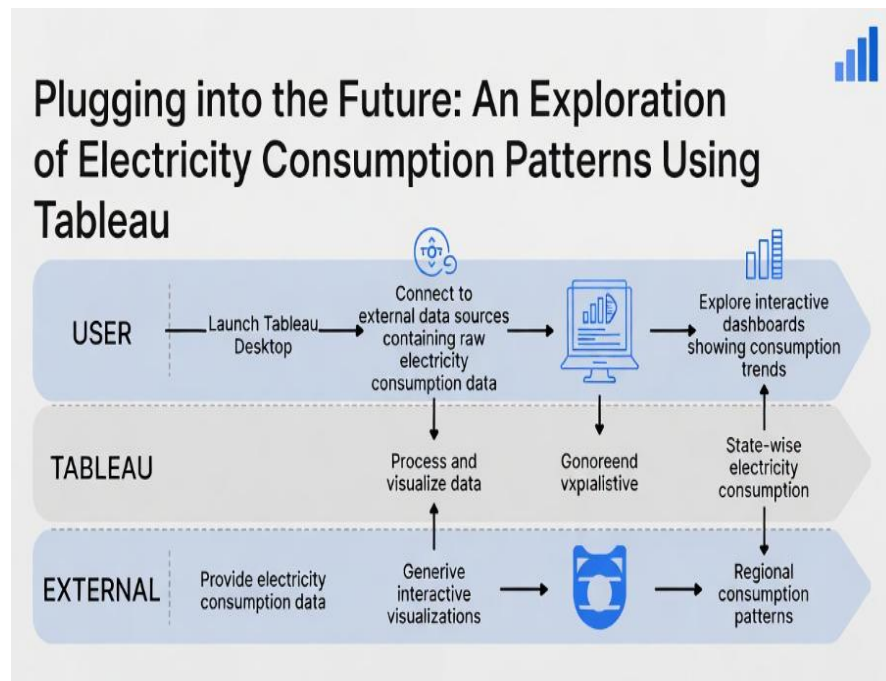 Plugging into the Future: An Exploration
of Electricity Consumption Patterns Using
Tableau
USER
Launch Tableau
Desktop
Connect to
external data sources
containing raw
electricity
consumption data
Explore interactive
dashboards
showing consumption
trends
TABLEAU
Process and
visualize data
Gonoreend
vxpialistive
State-wise
electricity
consumption
EXTERNAL
Provide electricity
consumption data
Generive
interactive
visualizations
Regional
consumption
patterns